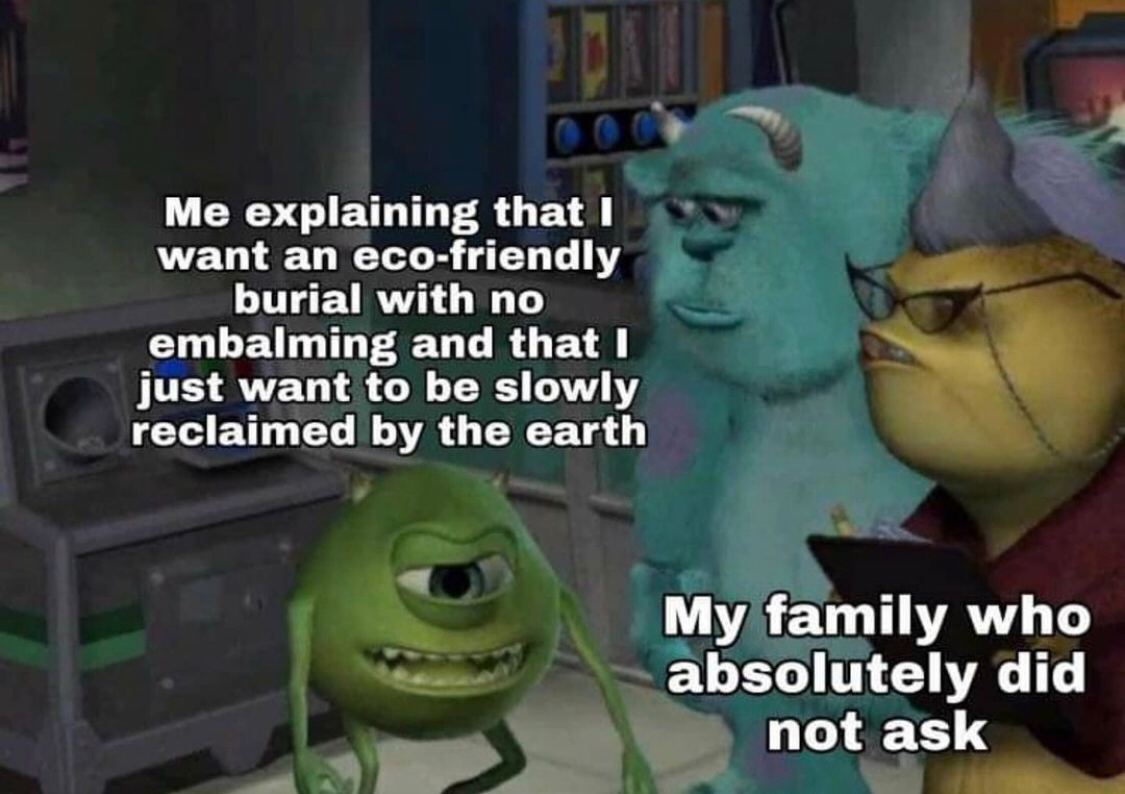 Me explaining that I
want an eco-friendly
burial with no
embalming and that I
just want to be slowly
reclaimed by the earth
My family who
absolutely did
not ask